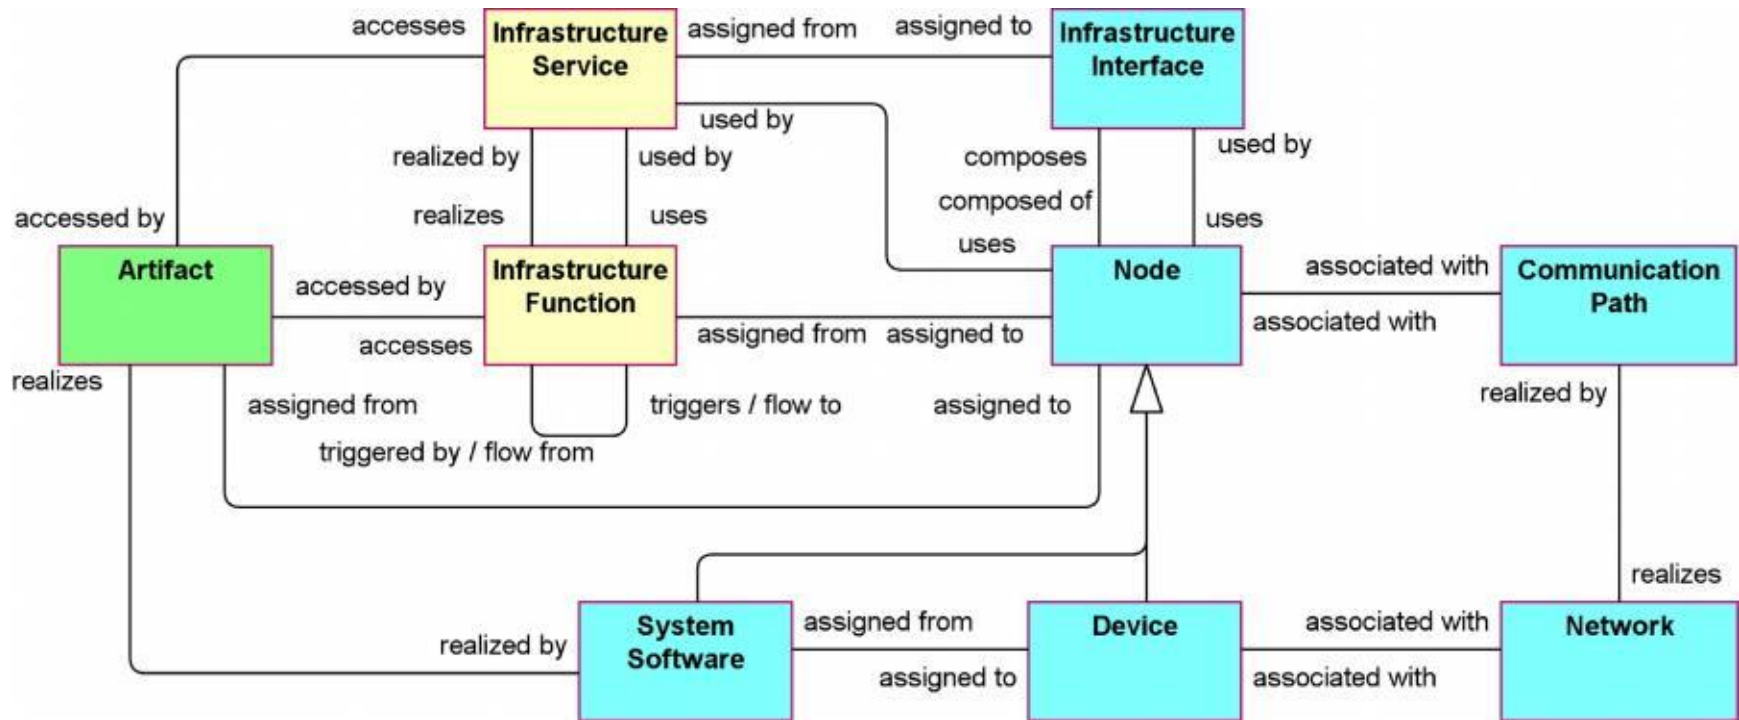 accesses
Infrastructure
Service
assigned from
assigned to
Infrastructure
Interface
used by
realized by
used by
composes
used by
accessed by
realizes
uses
composed of
uses
uses
Artifact
accessed by
accesses
Infrastructure
Function
assigned from
assigned to
Node
associated with
associated with
Communication
Path
realizes
assigned from
triggers / flow to
triggered by / flow from
assigned to
realized by
realizes
realized by
System
Software
assigned from
assigned to
Device
associated with
associated with
Network